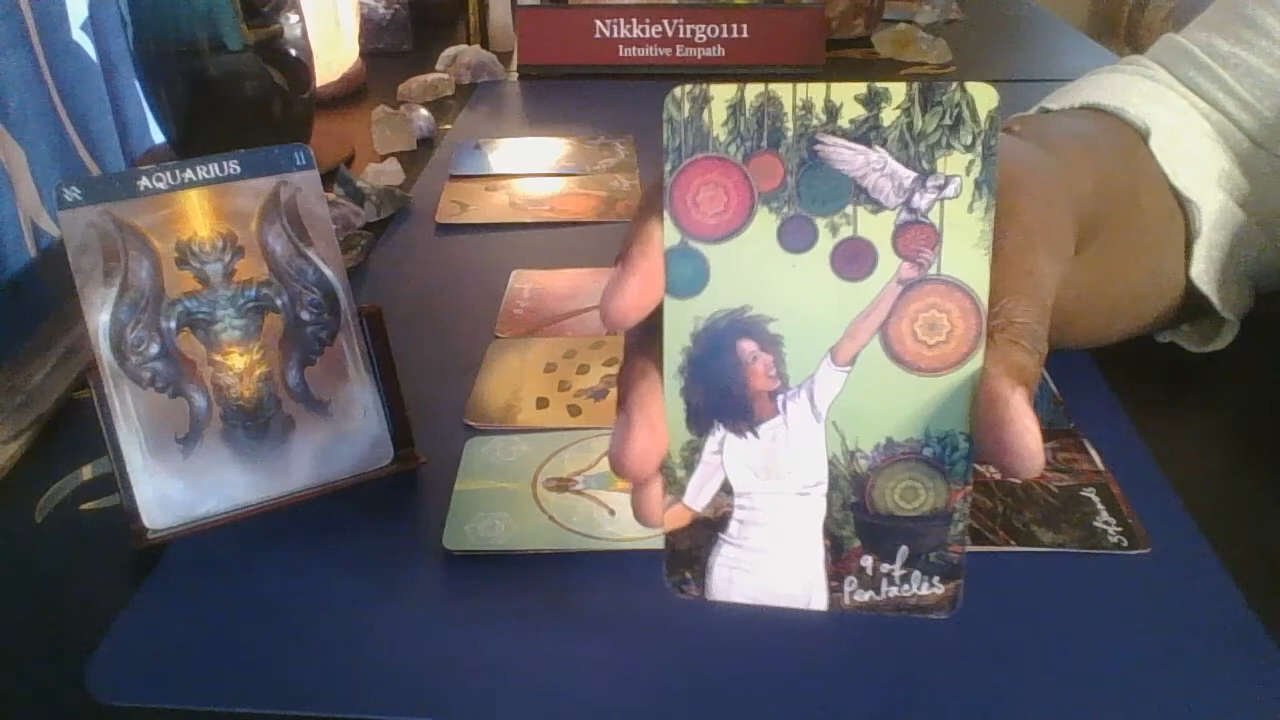 NikkieVirgo111
Intuitive Empath
AQUARIUS
11
9 of
Pentacles